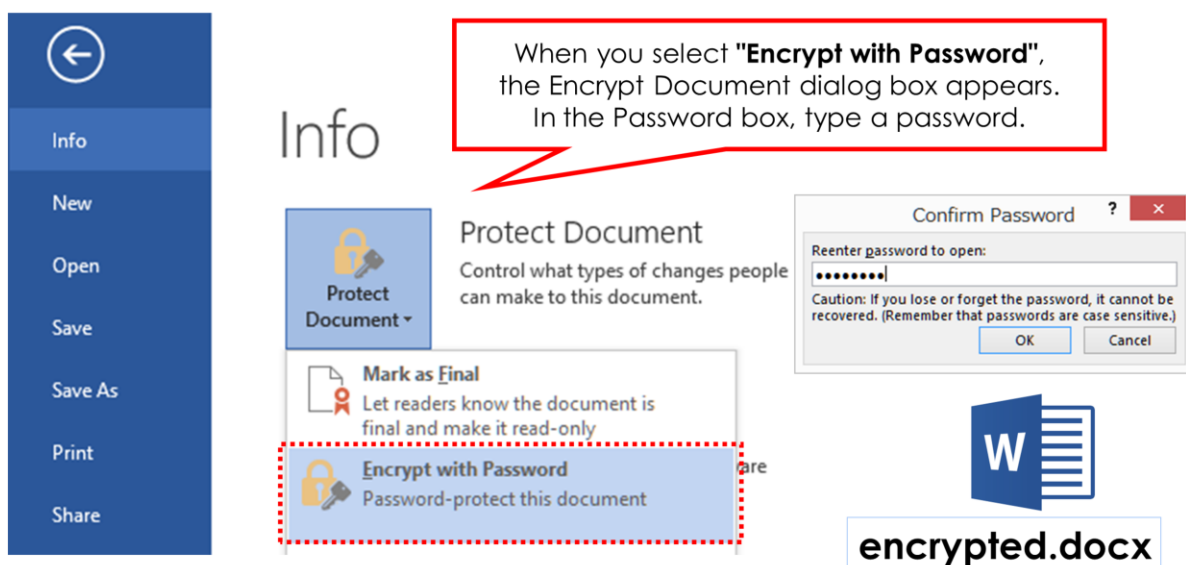 When you select "Encrypt with Password",
the Encrypt Document dialog box appears.
In the Password box, type a password.
Info
New
Open
Save
Save As
Print
Share
Info
Protect
Document
Protect Document
Control what types of changes people
can make to this document.
Mark as Final
Let readers know the document is
final and make it read-only
Encrypt with Password
Password-protect this document
Confirm Password ? ×
Reenter password to open:
••••••••
Caution: If you lose or forget the password, it cannot be
recovered. (Remember that passwords are case sensitive.)
OK Cancel
W
encrypted.docx